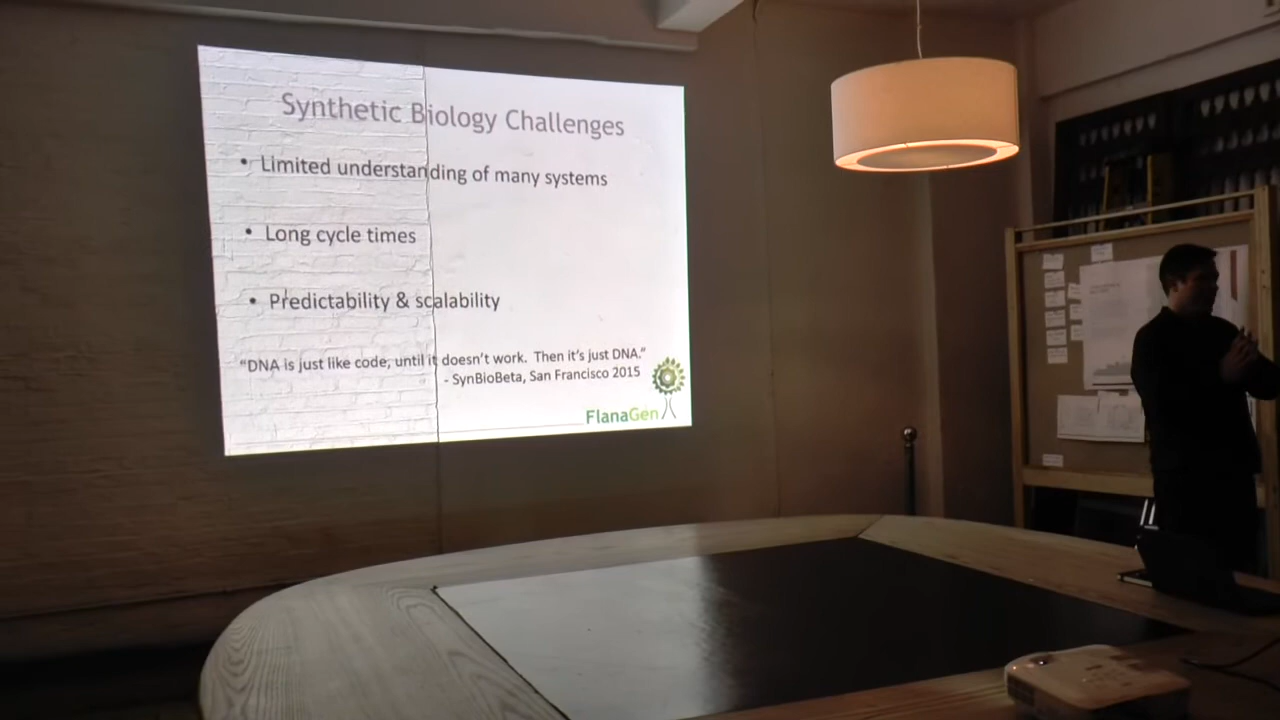 Synthetic Biology Challenges
• Limited understanding of many systems
• Long cycle times
• Predictability & scalability
“DNA is just like code, until it doesn’t work. Then it’s just DNA.”
- SynBioBeta, San Francisco 2015
FlanaGen